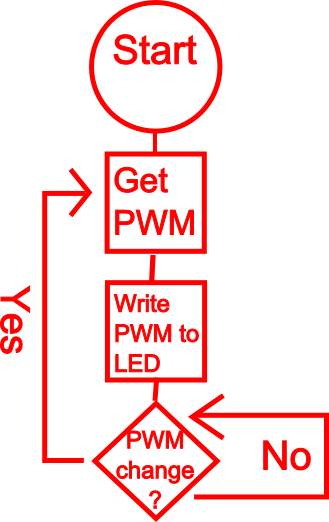 Start
Get
PWM
Yes
Write
PWM to
LED
PWM
change
?
No